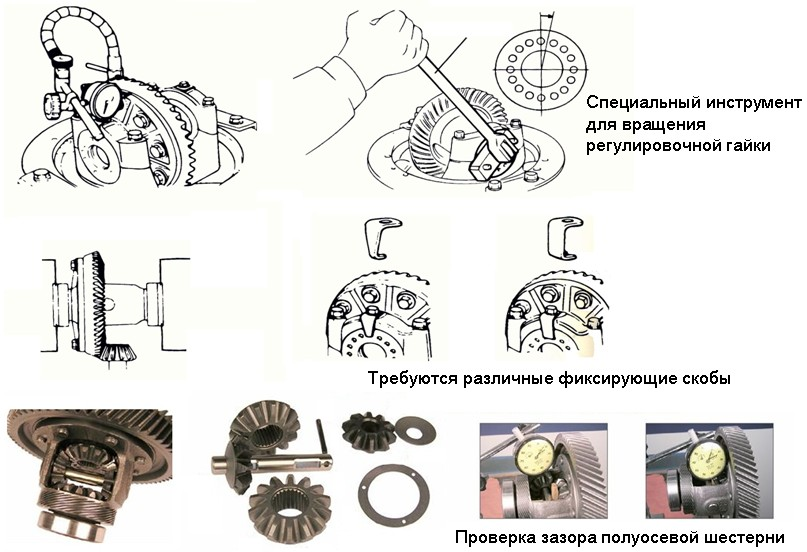 Специальный инструмент
для вращения
регулировочной гайки
Требуются различные фиксирующие скобы
Проверка зазора полуосевой шестерни